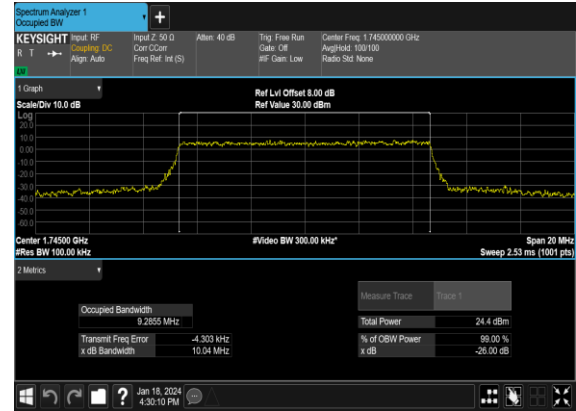 Spectrum Analyzer 1
Occupied BW
+
KEYSIGHT Input: RF Input Z: 50 Ω Atten: 40 dB Trig: Free Run Center Freq: 1.745000000 GHz
R T Coupling: DC Corr CCorr Gate: Off Avg|Hold: 100/100
Align: Auto Freq Ref: Int (S) #IF Gain: Low Radio Std: None
LU
1 Graph
Ref Lvl Offset 8.00 dB
Scale/Div 10.0 dB Ref Value 30.00 dBm
Log
20.0
10.0
0.00
-10.0
-20.0
-30.0
-40.0
-50.0
-60.0
Center 1.74500 GHz #Video BW 300.00 kHz* Span 20 MHz
#Res BW 100.00 kHz Sweep 2.53 ms (1001 pts)
2 Metrics
Measure Trace Trace 1
Occupied Bandwidth
9.2855 MHz Total Power 24.4 dBm
Transmit Freq Error -4.303 kHz % of OBW Power 99.00 %
x dB Bandwidth 10.04 MHz x dB -26.00 dB
? Jan 18, 2024
4:30:10 PM